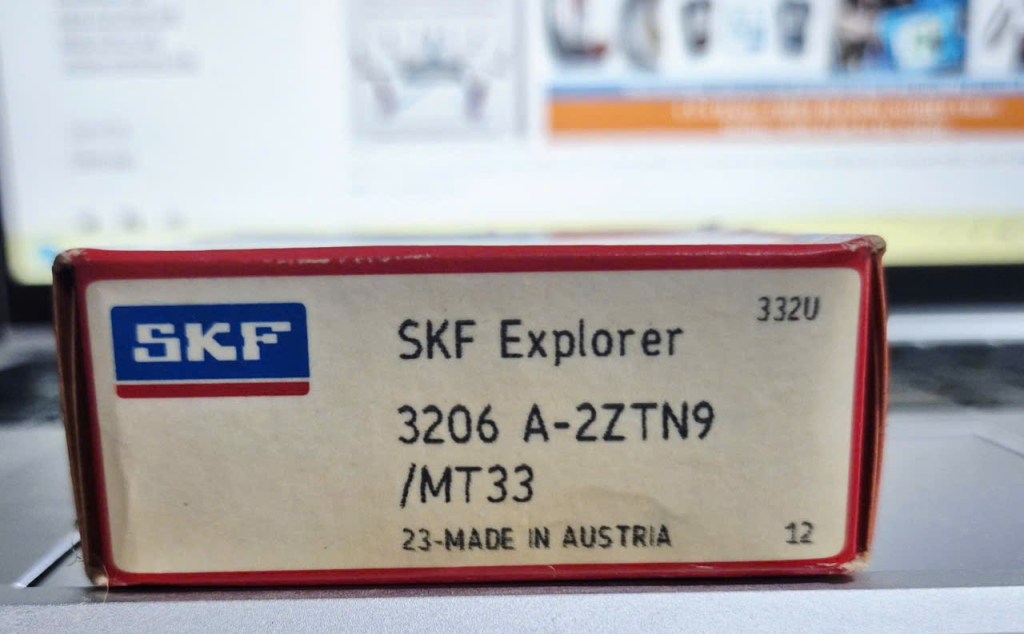 332U
SKF
SKF Explorer
3206 A-2ZTN9
/MT33
23-MADE IN AUSTRIA
12